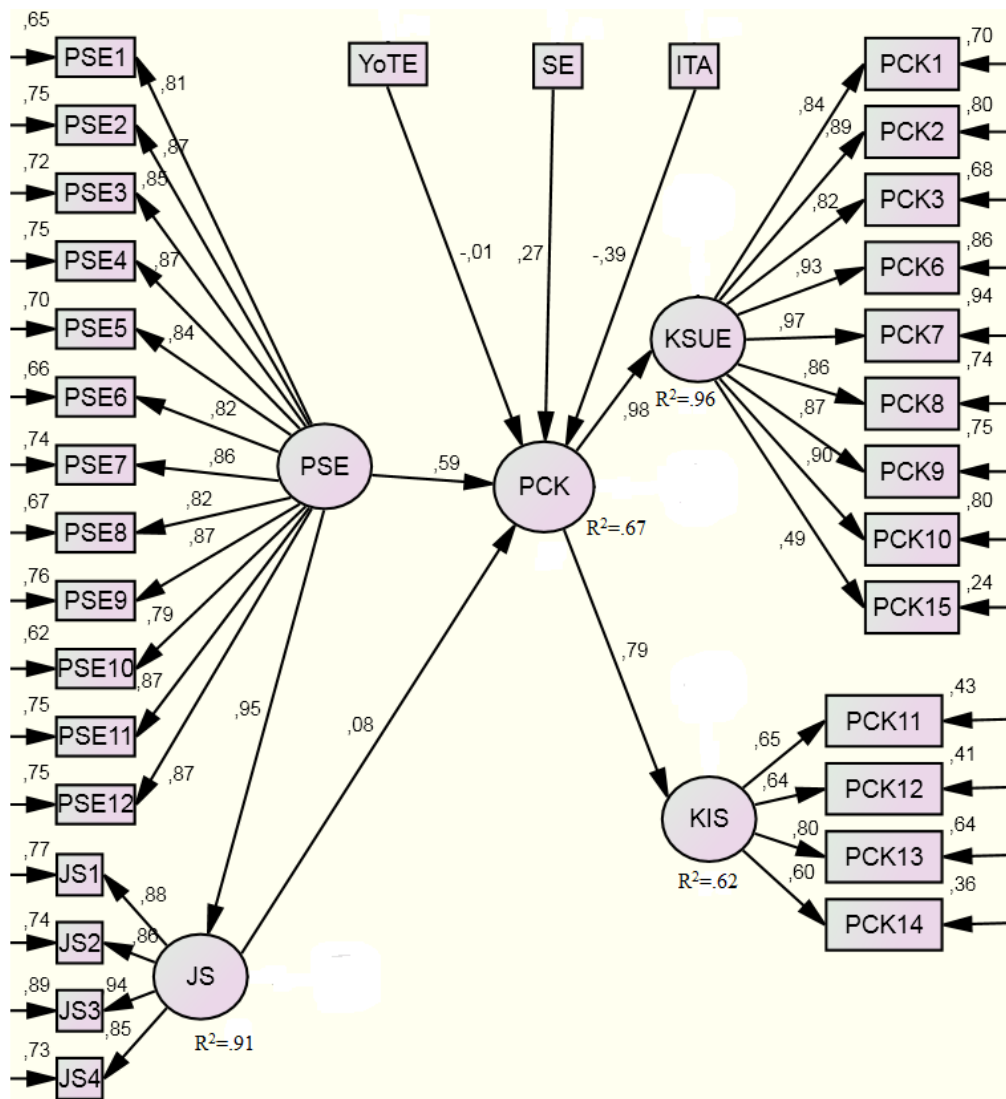 ,65
PSE1
,81
,75
PSE2
,87
,72
PSE3
,85
,75
PSE4
,87
,70
PSE5
,84
,66
PSE6
,82
,74
PSE7
,86
,67
PSE8
,82
,76
PSE9
,87
,62
PSE10
,79
,75
PSE11
,87
,75
PSE12
,87
PSE
,59
,95
,77
JS1
,88
,74
JS2
,86
,89
JS3
,94
,73
JS4
,85
JS
R²=.91
,08
YoTE
SE
ITA
-,01
,27
-,39
PCK
R²=.67
,98
,79
KSUE
R²=.96
,84
PCK1
,70
,89
PCK2
,80
,82
PCK3
,68
,93
PCK6
,86
,97
PCK7
,94
,86
PCK8
,74
,87
PCK9
,75
,90
PCK10
,80
,49
PCK15
,24
KIS
R²=.62
,65
PCK11
,43
,64
PCK12
,41
,80
PCK13
,64
,60
PCK14
,36